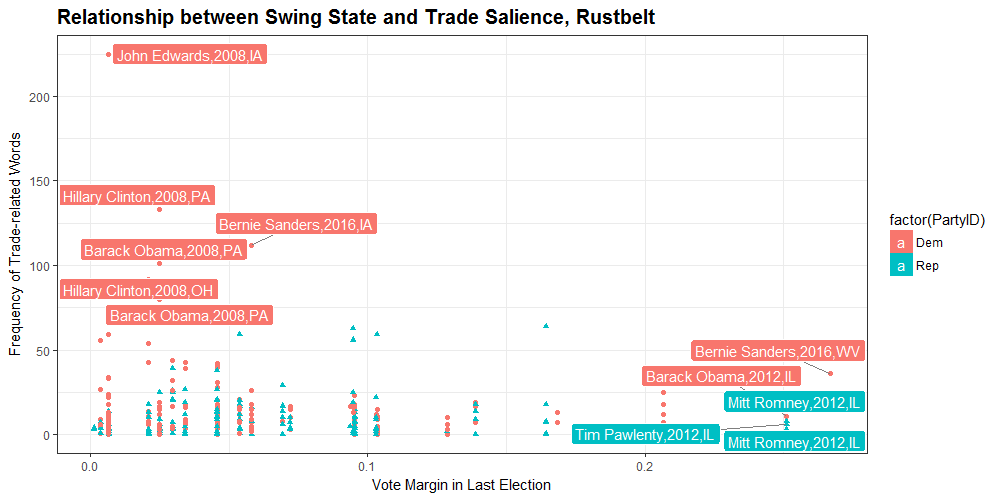 Relationship between Swing State and Trade Salience, Rustbelt
Frequency of Trade-related Words
200
150
100
50
0
John Edwards,2008,IA
Hillary Clinton,2008,PA
Bernie Sanders,2016,IA
Barack Obama,2008,PA
Hillary Clinton,2008,OH
Barack Obama,2008,PA
Bernie Sanders,2016,WV
Barack Obama,2012,IL
Mitt Romney,2012,IL
Tim Pawlenty,2012,IL
Mitt Romney,2012,IL
0.0
0.1
0.2
Vote Margin in Last Election
factor(PartyID)
a Dem
a Rep